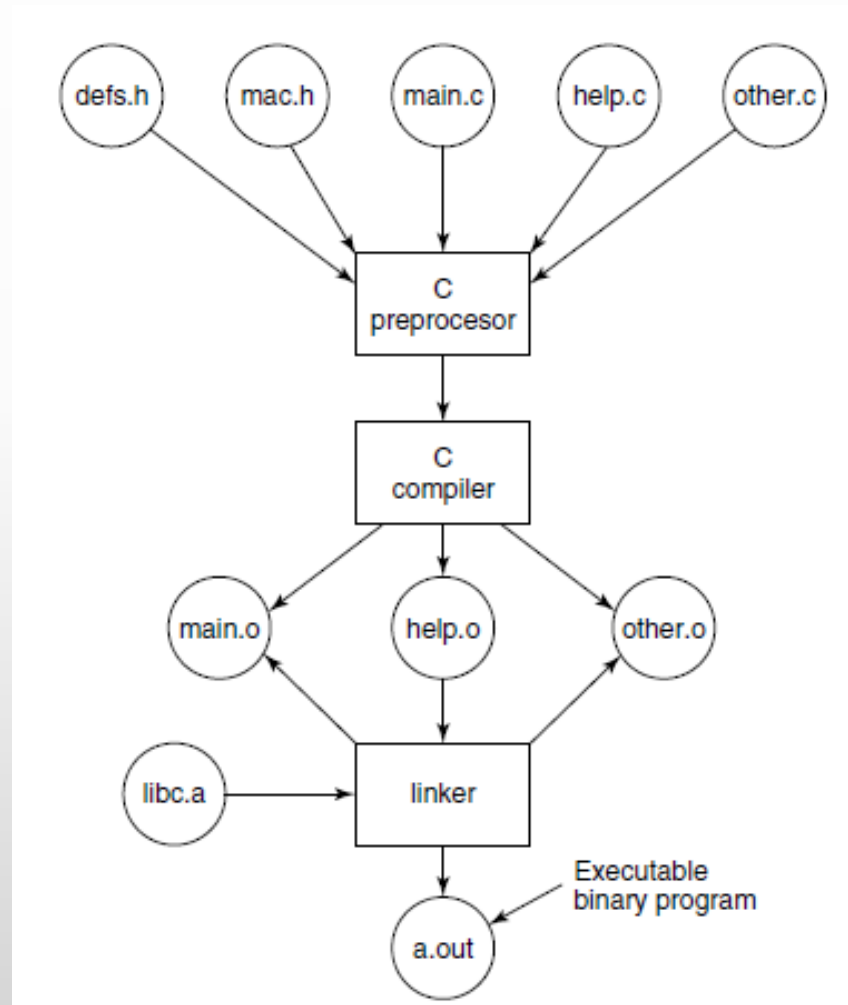 defs.h
mac.h
main.c
help.c
other.c
C
preprocesor
C
compiler
main.o
help.o
other.o
libc.a
linker
Executable
binary program
a.out